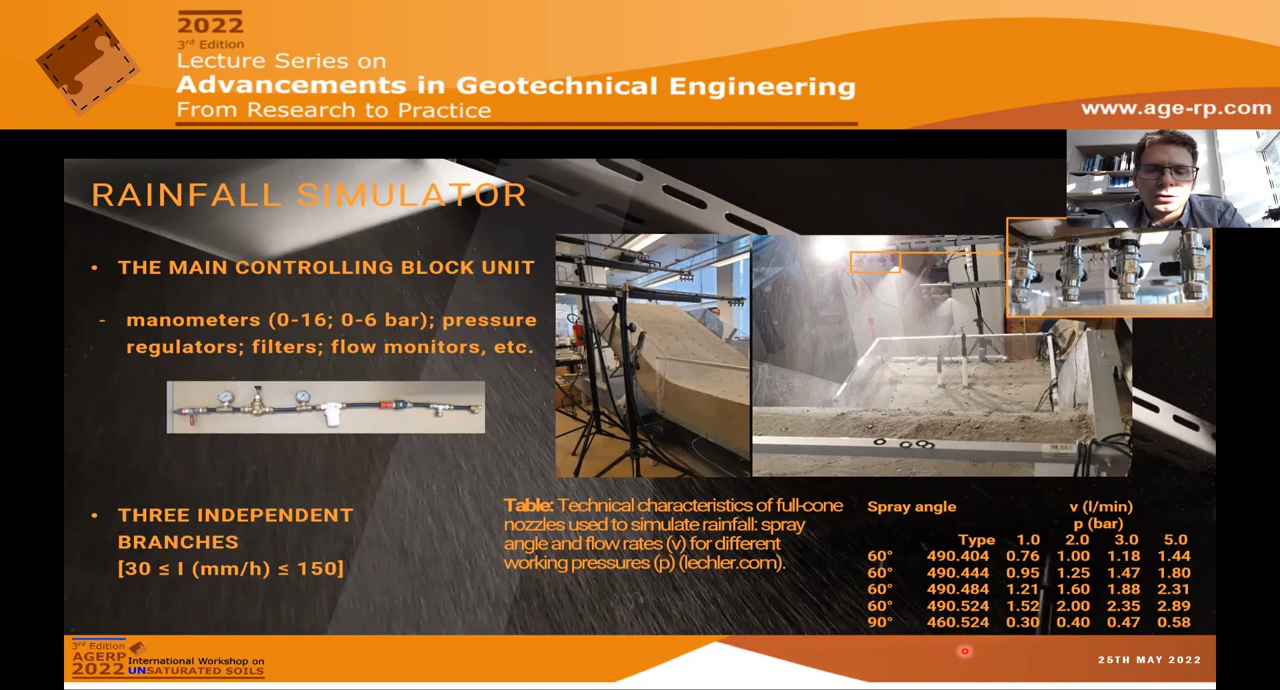 2022
3rd Edition
Lecture Series on
Advancements in Geotechnical Engineering
From Research to Practice
www.age-rp.com
RAINFALL SIMULATOR
• THE MAIN CONTROLLING BLOCK UNIT
- manometers (0-16; 0-6 bar); pressure
regulators; filters; flow monitors, etc.
• THREE INDEPENDENT
BRANCHES
[30 ≤ I (mm/h) ≤ 150]
Table: Technical characteristics of full-cone
nozzles used to simulate rainfall: spray
angle and flow rates (v) for different
working pressures (p) (lechler.com).
Spray angle v (l/min)
p (bar)
Type 1.0 2.0 3.0 5.0
60° 490.404 0.76 1.00 1.18 1.44
60° 490.444 0.95 1.25 1.47 1.80
60° 490.484 1.21 1.60 1.88 2.31
60° 490.524 1.52 2.00 2.35 2.89
90° 460.524 0.30 0.40 0.47 0.58
3rd Edition
AGERP
2022
International Workshop on
UNSATURATED SOILS
25TH MAY 2022